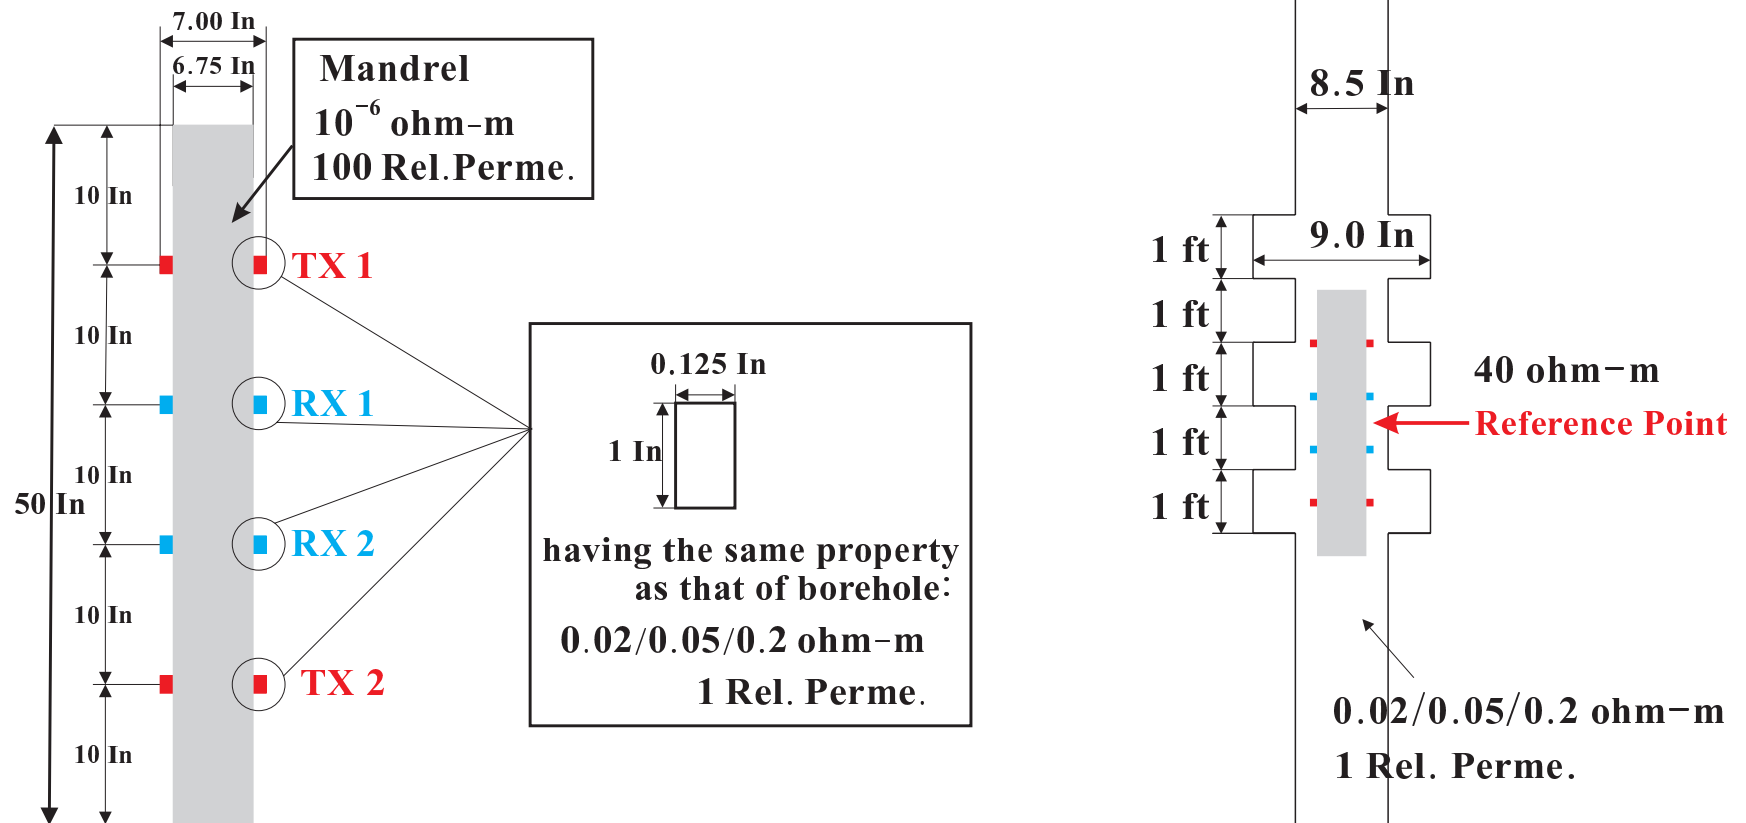 7.00 In
6.75 In
Mandrel
10⁻⁶ ohm-m
100 Rel.Perme.
10 In
TX 1
10 In
RX 1
10 In
50 In
RX 2
10 In
TX 2
10 In
0.125 In
1 In
having the same property
as that of borehole:
0.02/0.05/0.2 ohm-m
1 Rel. Perme.
8.5 In
9.0 In
1 ft
1 ft
1 ft
1 ft
1 ft
40 ohm-m
Reference Point
0.02/0.05/0.2 ohm-m
1 Rel. Perme.